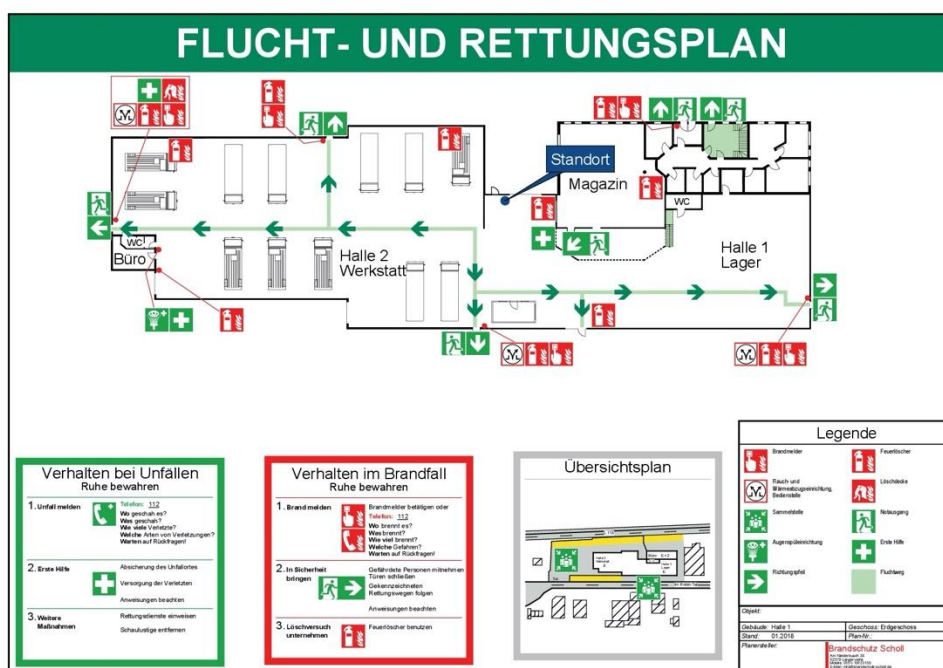 FLUCHT- UND RETTUNGSPLAN
Standort
Magazin
WC
Halle 1
Lager
WC
Büro
Halle 2
Werkstatt
Verhalten bei Unfällen
Ruhe bewahren
1. Unfall melden
Telefon: 112
Wo geschah es?
Was geschah?
Wie viele Verletzte?
Welche Arten von Verletzungen?
Warten auf Rückfragen!
2. Erste Hilfe
Absicherung des Unfallortes
Versorgung der Verletzten
Anweisungen beachten
3. Weitere
Maßnahmen
Rettungsdienste einweisen
Schaulustige entfernen
Verhalten im Brandfall
Ruhe bewahren
1. Brand melden
Brandmelder betätigen oder
Telefon: 112
Wo brennt es?
Was brennt?
Wie viel brennt?
Welche Gefahren?
Warten auf Rückfragen!
2. In Sicherheit
bringen
Gefährdete Personen mitnehmen
Türen schließen
Gekennzeichneten
Rettungswegen folgen
Anweisungen beachten
3. Löschversuch
unternehmen
Feuerlöscher benutzen
Übersichtsplan
Legende
Brandmelder
Feuerlöscher
Rauch- und
Wärmeabzugseinrichtung,
Bedienstelle
Löschdecke
Sammelstelle
Notausgang
Augenspüleinrichtung
Erste Hilfe
Richtungspfeil
Fluchtweg
Objekt:
Gebäude: Halle 1
Geschoss: Erdgeschoss
Stand: 01.2018
Plan-Nr.:
Planersteller:
Brandschutz Scholl